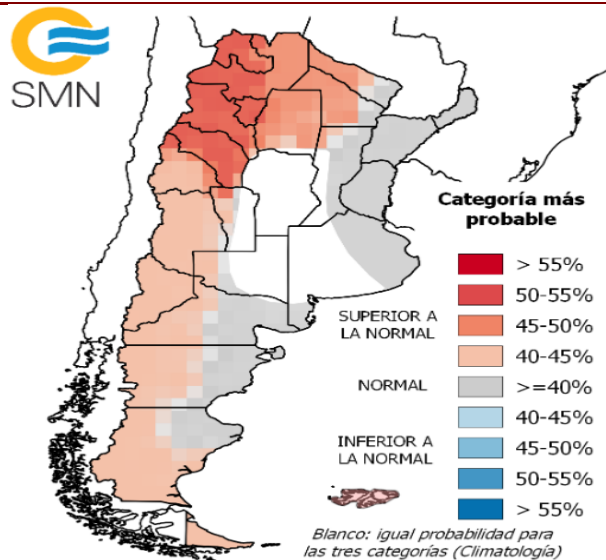 SMN
Categoría más
probable
> 55%
50-55%
SUPERIOR A
LA NORMAL
45-50%
40-45%
NORMAL
>=40%
40-45%
INFERIOR A
LA NORMAL
45-50%
50-55%
> 55%
Blanco: igual probabilidad para
las tres categorías (Climatología)